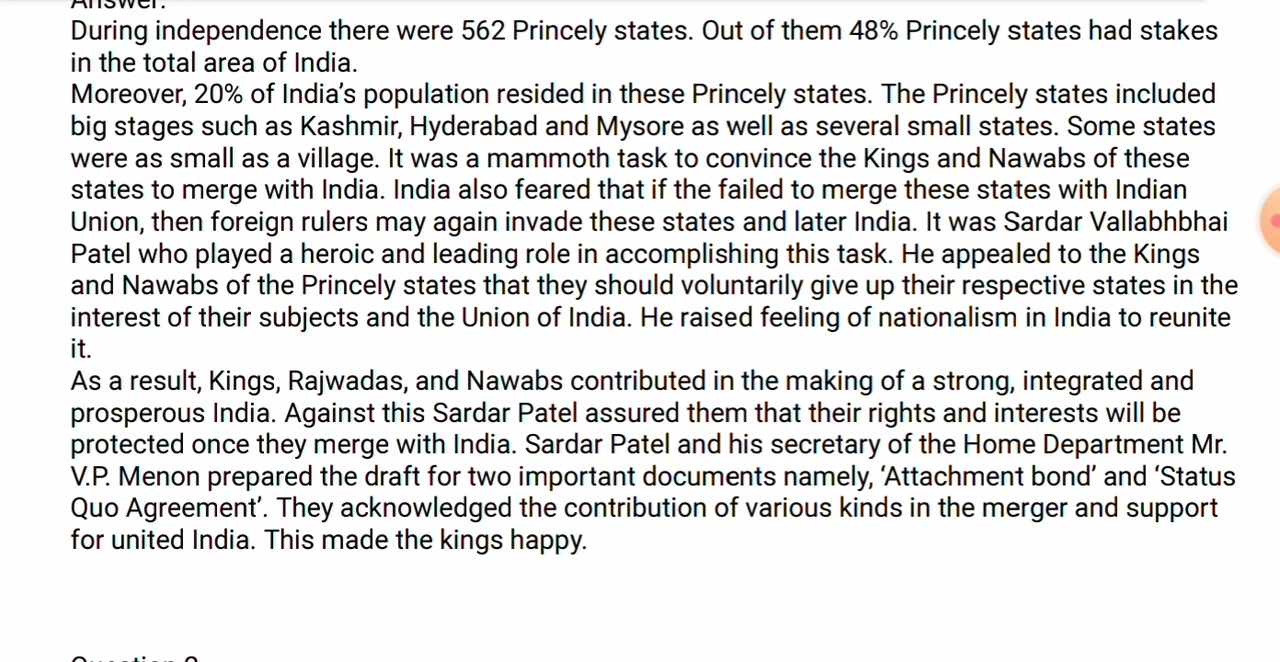 Answer:
During independence there were 562 Princely states. Out of them 48% Princely states had stakes
in the total area of India.
Moreover, 20% of India's population resided in these Princely states. The Princely states included
big stages such as Kashmir, Hyderabad and Mysore as well as several small states. Some states
were as small as a village. It was a mammoth task to convince the Kings and Nawabs of these
states to merge with India. India also feared that if the failed to merge these states with Indian
Union, then foreign rulers may again invade these states and later India. It was Sardar Vallabhbhai
Patel who played a heroic and leading role in accomplishing this task. He appealed to the Kings
and Nawabs of the Princely states that they should voluntarily give up their respective states in the
interest of their subjects and the Union of India. He raised feeling of nationalism in India to reunite
it.
As a result, Kings, Rajwadas, and Nawabs contributed in the making of a strong, integrated and
prosperous India. Against this Sardar Patel assured them that their rights and interests will be
protected once they merge with India. Sardar Patel and his secretary of the Home Department Mr.
V.P. Menon prepared the draft for two important documents namely, ‘Attachment bond’ and ‘Status
Quo Agreement’. They acknowledged the contribution of various kinds in the merger and support
for united India. This made the kings happy.
Question